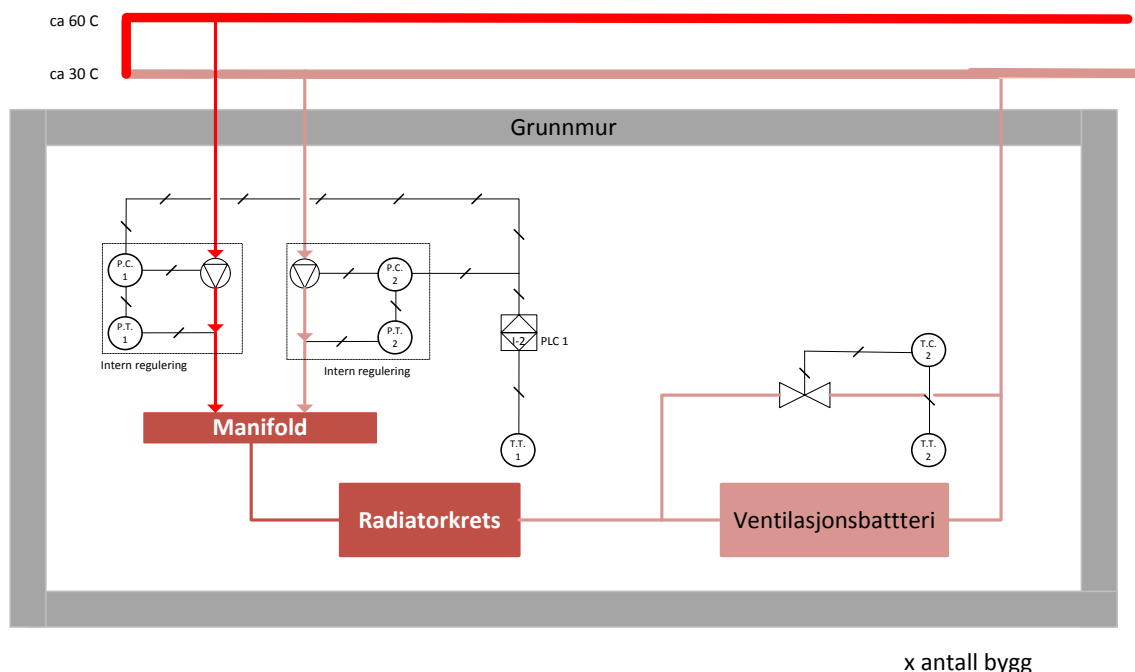 ca 60 C
ca 30 C
Grunnmur
P.C.
1
P.C.
2
P.T.
1
P.T.
2
I-2
PLC 1
T.C.
2
Intern regulering
Intern regulering
Manifold
T.T.
1
T.T.
2
Radiatorkrets
Ventilasjonsbattteri
x antall bygg